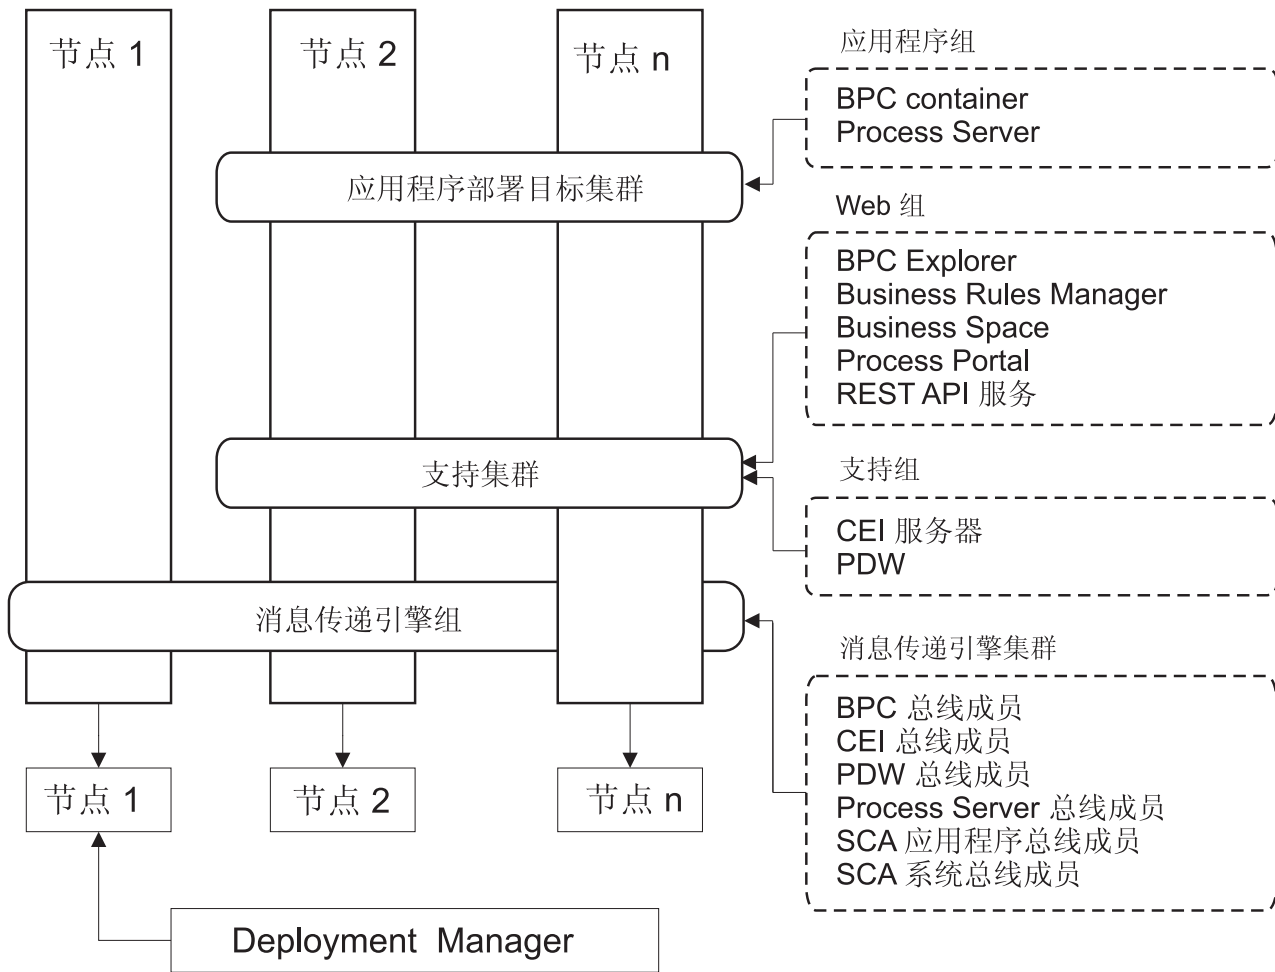 节点 1
节点 2
节点 n
应用程序部署目标集群
支持集群
消息传递引擎组
节点 1
节点 2
节点 n
Deployment Manager
应用程序组
BPC container
Process Server
Web 组
BPC Explorer
Business Rules Manager
Business Space
Process Portal
REST API 服务
支持组
CEI 服务器
PDW
消息传递引擎集群
BPC 总线成员
CEI 总线成员
PDW 总线成员
Process Server 总线成员
SCA 应用程序总线成员
SCA 系统总线成员